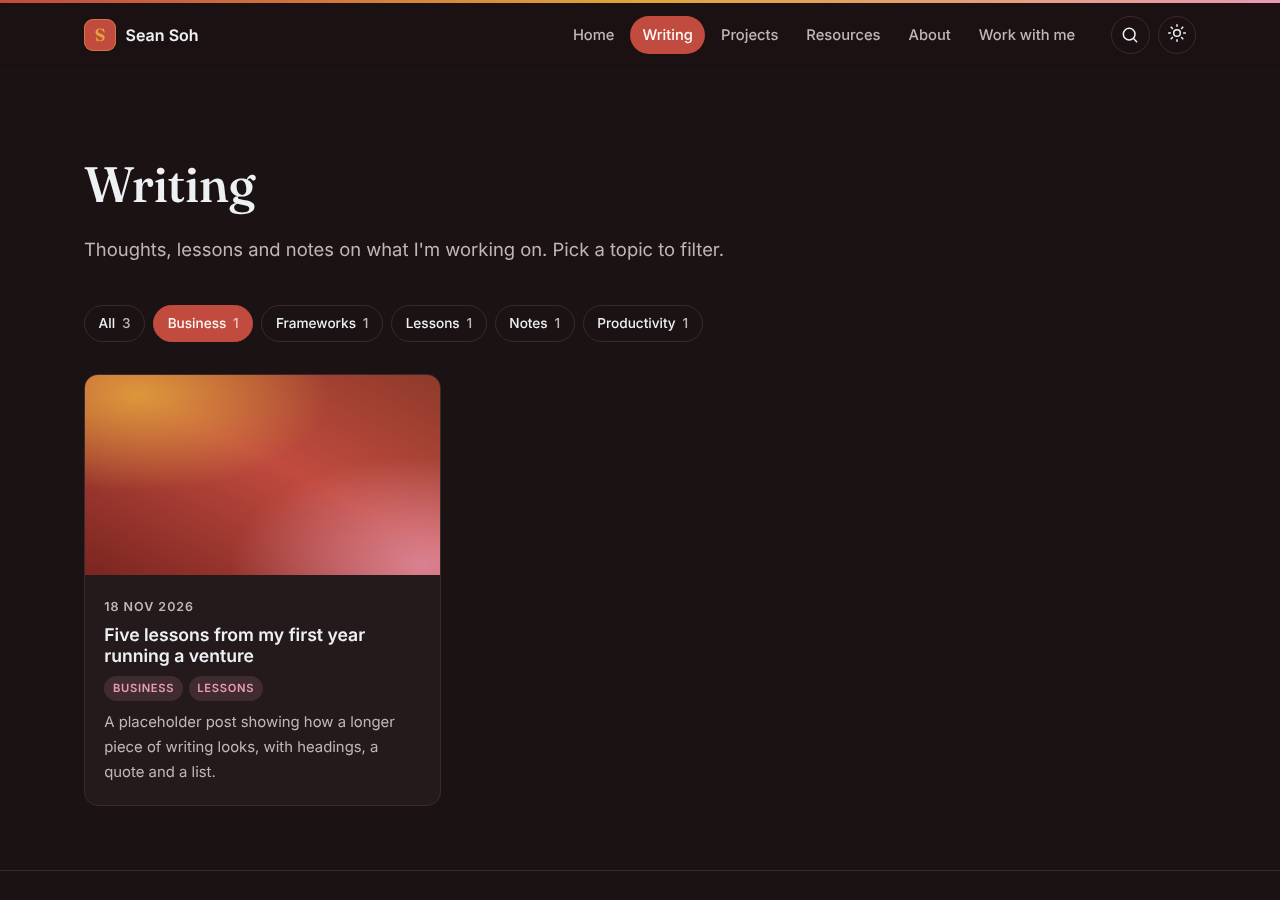 S Sean Soh Home Writing Projects Resources About Work with me
Writing
Thoughts, lessons and notes on what I'm working on. Pick a topic to filter.
All 3 Business 1 Frameworks 1 Lessons 1 Notes 1 Productivity 1
18 NOV 2026
Five lessons from my first year
running a venture
BUSINESS LESSONS
A placeholder post showing how a longer
piece of writing looks, with headings, a
quote and a list.